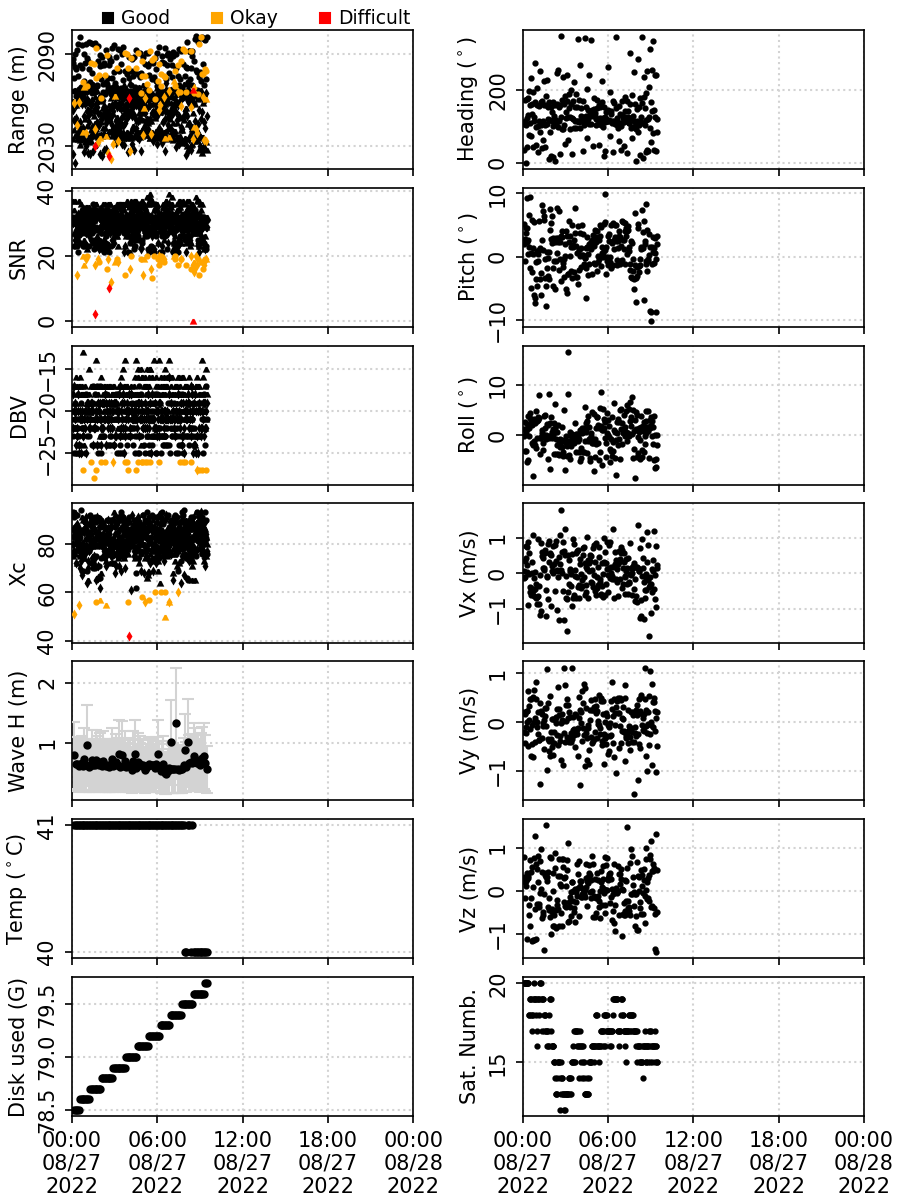 Good Okay Difficult
Range (m)
2090
2030
Heading (°)
200
0
SNR
40
20
0
Pitch (°)
10
0
−10
DBV
−15
−20
−25
Roll (°)
10
0
Xc
80
60
40
Vx (m/s)
1
0
−1
Wave H (m)
2
1
Vy (m/s)
1
0
−1
Temp (°C)
41
40
Vz (m/s)
1
0
−1
Disk used (G)
79.5
79.0
78.5
Sat. Numb.
20
15
00:00 06:00 12:00 18:00 00:00
08/27 08/27 08/27 08/27 08/28
2022 2022 2022 2022 2022
00:00 06:00 12:00 18:00 00:00
08/27 08/27 08/27 08/27 08/28
2022 2022 2022 2022 2022